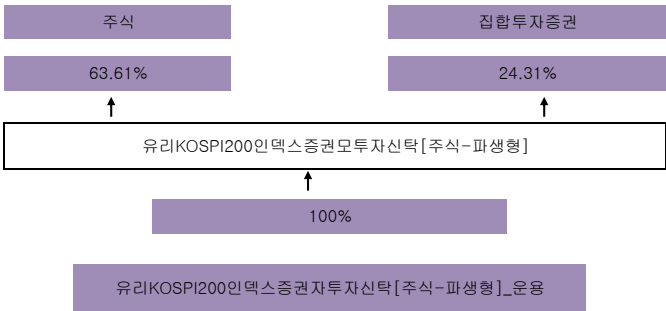 주식
집합투자증권
63.61%
24.31%
유리KOSPI200인덱스증권모투자신탁[주식-파생형]
100%
유리KOSPI200인덱스증권자투자신탁[주식-파생형]_운용